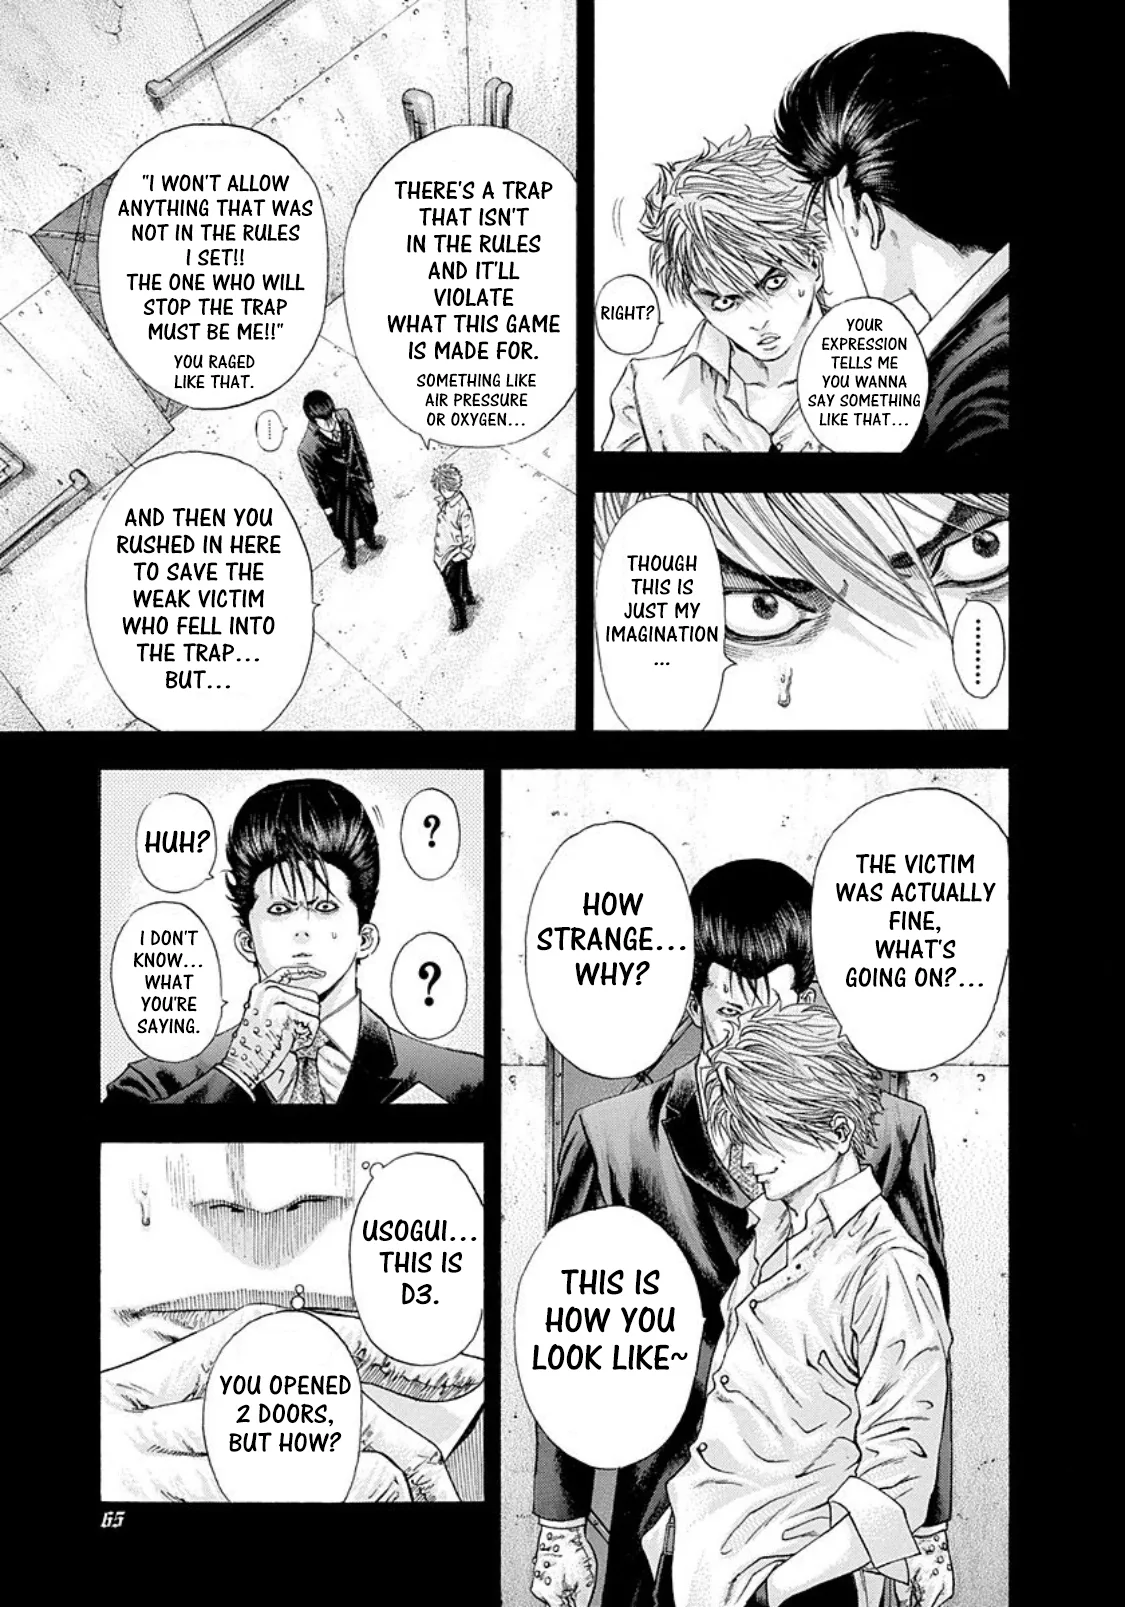 YOUR
EXPRESSION
TELLS ME
YOU WANNA
SAY SOMETHING
LIKE THAT...
RIGHT?
THERE'S A TRAP
THAT ISN'T
IN THE RULES
AND IT'LL
VIOLATE
WHAT THIS GAME
IS MADE FOR.
SOMETHING LIKE
AIR PRESSURE
OR OXYGEN...
"I WON'T ALLOW
ANYTHING THAT WAS
NOT IN THE RULES
I SET!!
THE ONE WHO WILL
STOP THE TRAP
MUST BE ME!!"
YOU RAGED
LIKE THAT.
......
AND THEN YOU
RUSHED IN HERE
TO SAVE THE
WEAK VICTIM
WHO FELL INTO
THE TRAP...
BUT...
THOUGH
THIS IS
JUST MY
IMAGINATION
...
.........
THE VICTIM
WAS ACTUALLY
FINE,
WHAT'S
GOING ON?...
HOW
STRANGE...
WHY?
THIS IS
HOW YOU
LOOK LIKE~
?
HUH?
?
I DON'T
KNOW...
WHAT
YOU'RE
SAYING.
USOGUI...
THIS IS
D3.
YOU OPENED
2 DOORS,
BUT HOW?
65